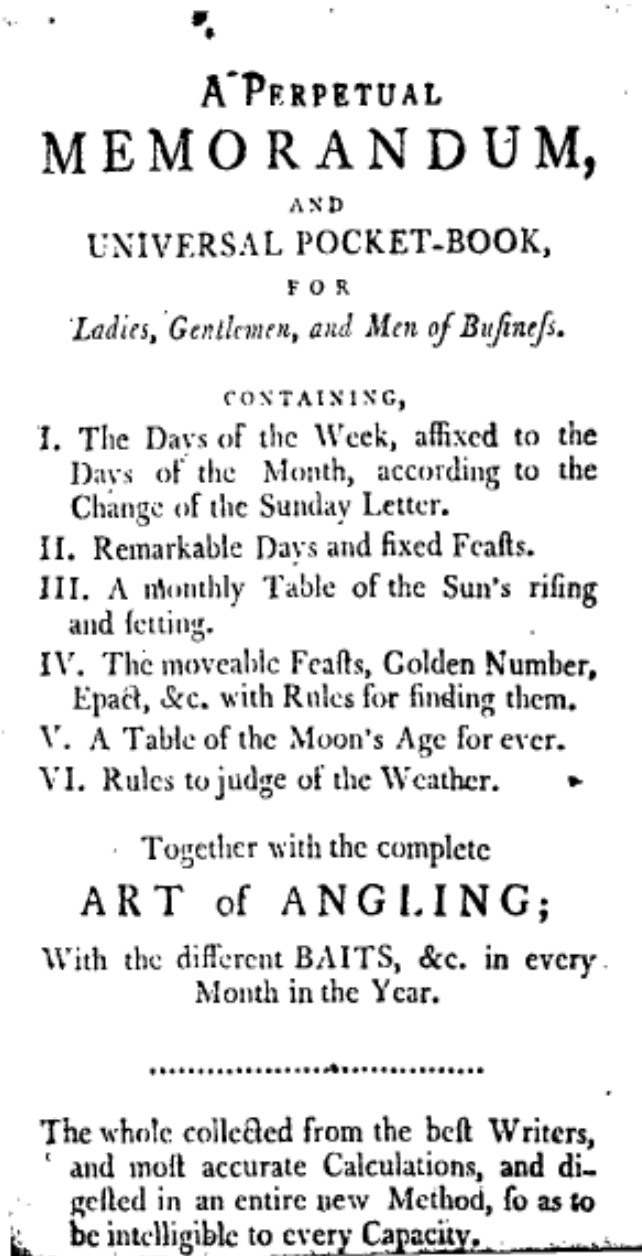 A PERPETUAL
MEMORANDUM,
AND
UNIVERSAL POCKET-BOOK,
FOR
Ladies, Gentlemen, and Men of Buſineſs.
CONTAINING,
I. The Days of the Week, affixed to the
Days of the Month, according to the
Change of the Sunday Letter.
II. Remarkable Days and fixed Feaſts.
III. A monthly Table of the Sun's riſing
and ſetting.
IV. The moveable Feaſts, Golden Number,
Epact, &c. with Rules for finding them.
V. A Table of the Moon's Age for ever.
VI. Rules to judge of the Weather.
Together with the complete
ART of ANGLING;
With the different BAITS, &c. in every
Month in the Year.
The whole collected from the beſt Writers,
and moſt accurate Calculations, and di-
geſted in an entire new Method, ſo as to
be intelligible to every Capacity.